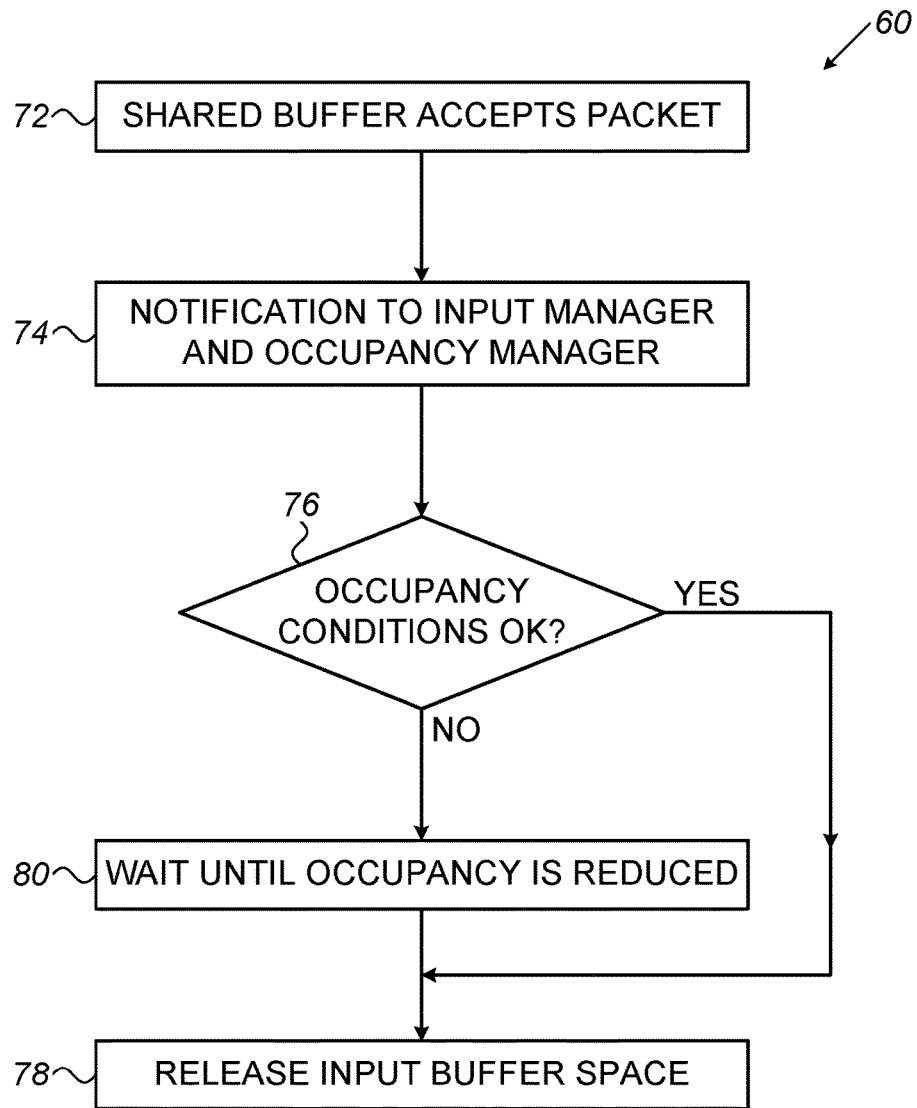 60
72
SHARED BUFFER ACCEPTS PACKET
74
NOTIFICATION TO INPUT MANAGER
AND OCCUPANCY MANAGER
76
OCCUPANCY
CONDITIONS OK?
YES
NO
80
WAIT UNTIL OCCUPANCY IS REDUCED
78
RELEASE INPUT BUFFER SPACE